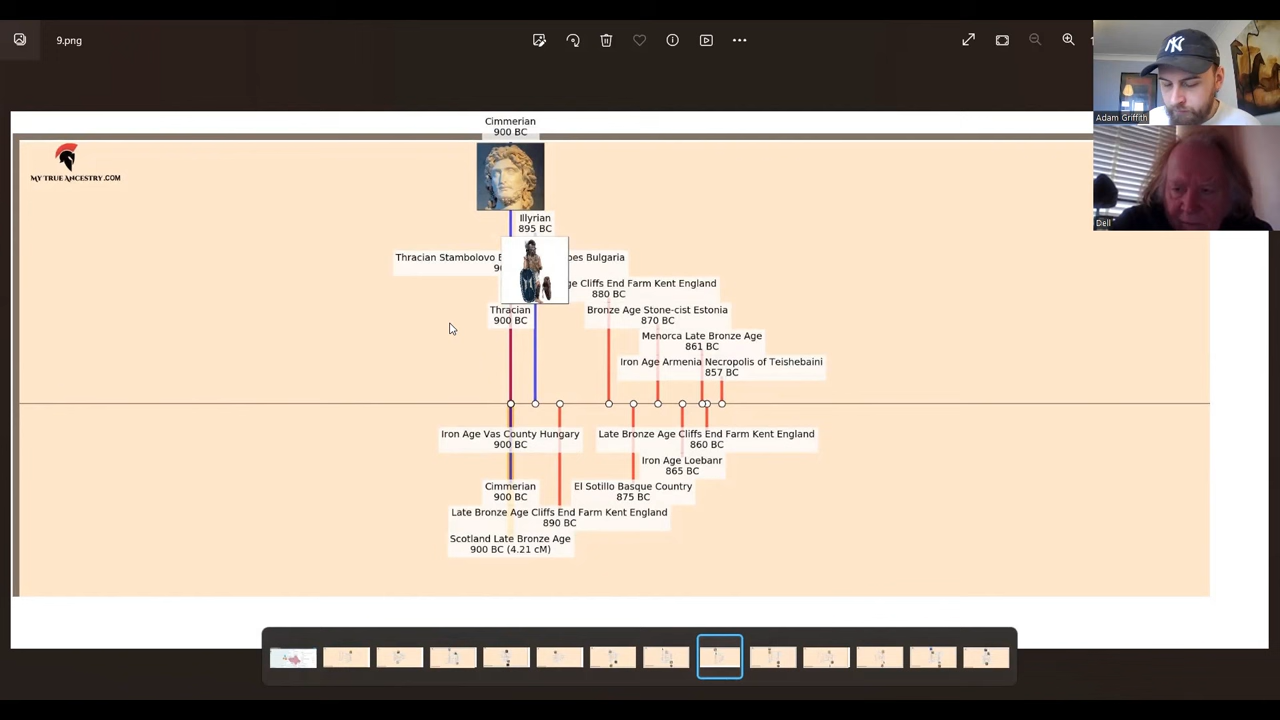 9.png
Adam Griffith
Dell
MY TRUE ANCESTRY.COM
Cimmerian
900 BC
Illyrian
895 BC
Thracian Stambolovo
Bulgaria
Cliffs End Farm Kent England
880 BC
Thracian
900 BC
Bronze Age Stone-cist Estonia
870 BC
Menorca Late Bronze Age
861 BC
Iron Age Armenia Necropolis of Teishebaini
857 BC
Iron Age Vas County Hungary
900 BC
Late Bronze Age Cliffs End Farm Kent England
860 BC
Iron Age Loebanr
865 BC
Cimmerian
900 BC
El Sotillo Basque Country
875 BC
Late Bronze Age Cliffs End Farm Kent England
890 BC
Scotland Late Bronze Age
900 BC (4.21 cM)